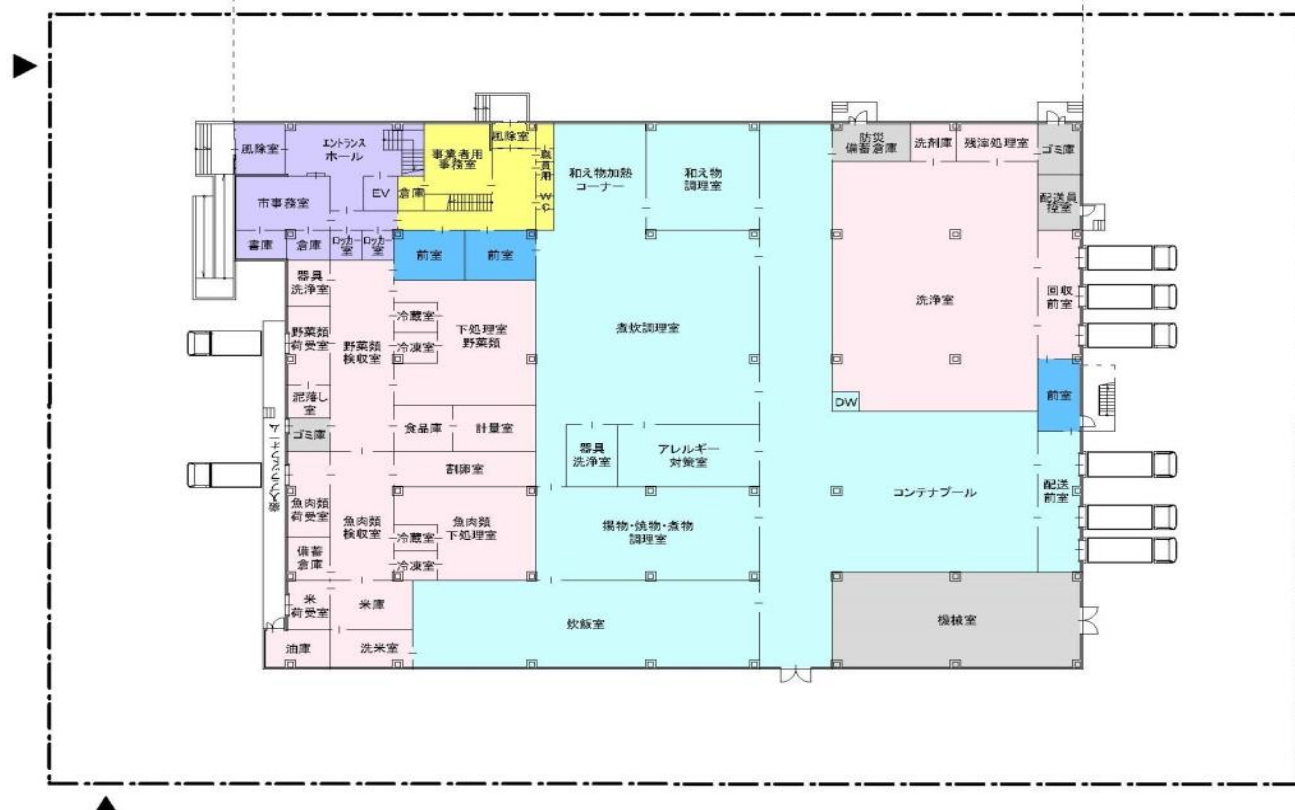 風除室
エントランス
ホール
事業者用
事務室
風除室
職員用WC
和え物加熱
コーナー
和え物
調理室
防災
備蓄倉庫
洗剤庫
残滓処理室
ゴミ庫
市事務室
EV
倉庫
配送員
控室
書庫
倉庫
ロッカー
室
ロッカー
室
前室
前室
器具
洗浄室
野菜類
荷受室
野菜類
検収室
冷蔵室
冷凍室
下処理室
野菜類
煮炊調理室
洗浄室
回収
前室
泥落し
室
ゴミ庫
食品庫
計量室
DW
前室
器具
洗浄室
アレルギー
対策室
割卵室
魚肉類
荷受室
魚肉類
検収室
冷蔵室
冷凍室
魚肉類
下処理室
揚物・焼物・煮物
調理室
コンテナプール
配送
前室
備蓄
倉庫
米
荷受室
米庫
炊飯室
機械室
油庫
洗米室